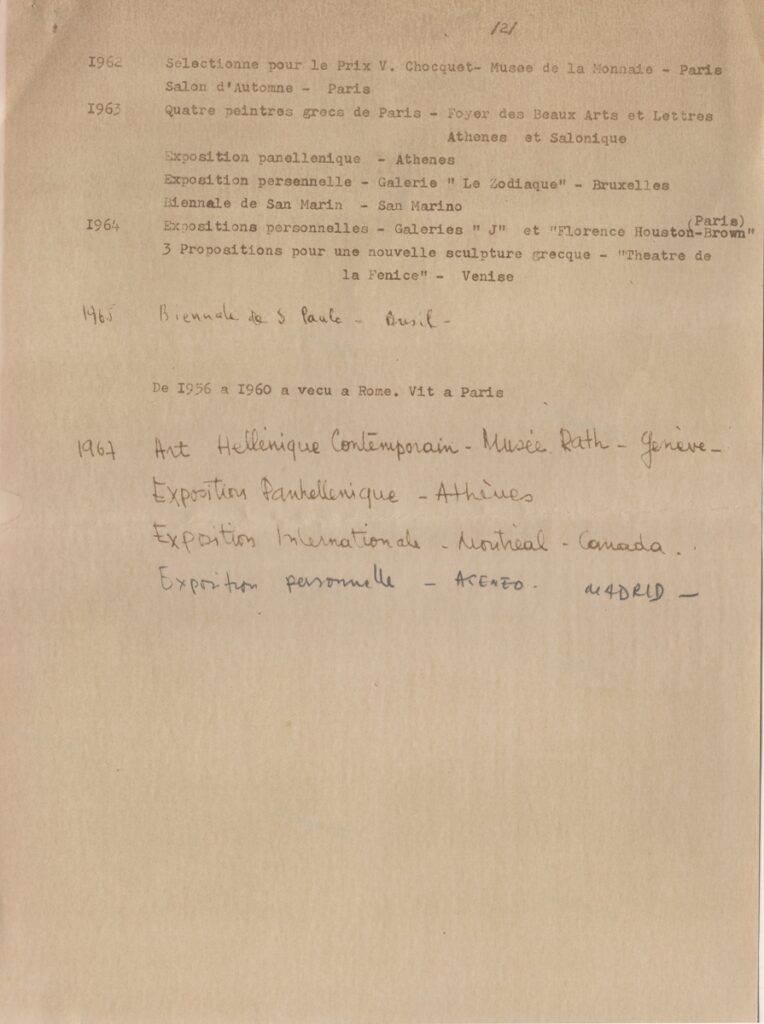 /2/
1962 Selectionne pour le Prix V. Chocquet- Musee de la Monnaie - Paris
Salon d'Automne - Paris
1963 Quatre peintres grecs de Paris - Foyer des Beaux Arts et Lettres
Athenes et Salonique
Exposition panellenique - Athenes
Exposition personnelle - Galerie " Le Zodiaque" - Bruxelles
Biennale de San Marin - San Marino
1964 Expositions personnelles - Galeries " J" et "Florence Houston-Brown" (Paris)
3 Propositions pour une nouvelle sculpture grecque - "Theatre de
la Fenice" - Venise
1965 Biennale de S Paulo - Brésil -
De 1956 a 1960 a vecu a Rome. Vit a Paris
1967 Art Hellénique Contemporain - Musée Rath - Genève -
Exposition Panhellenique - Athènes
Exposition Internationale - Montréal - Canada.
Exposition personnelle - ATENEO. MADRID -